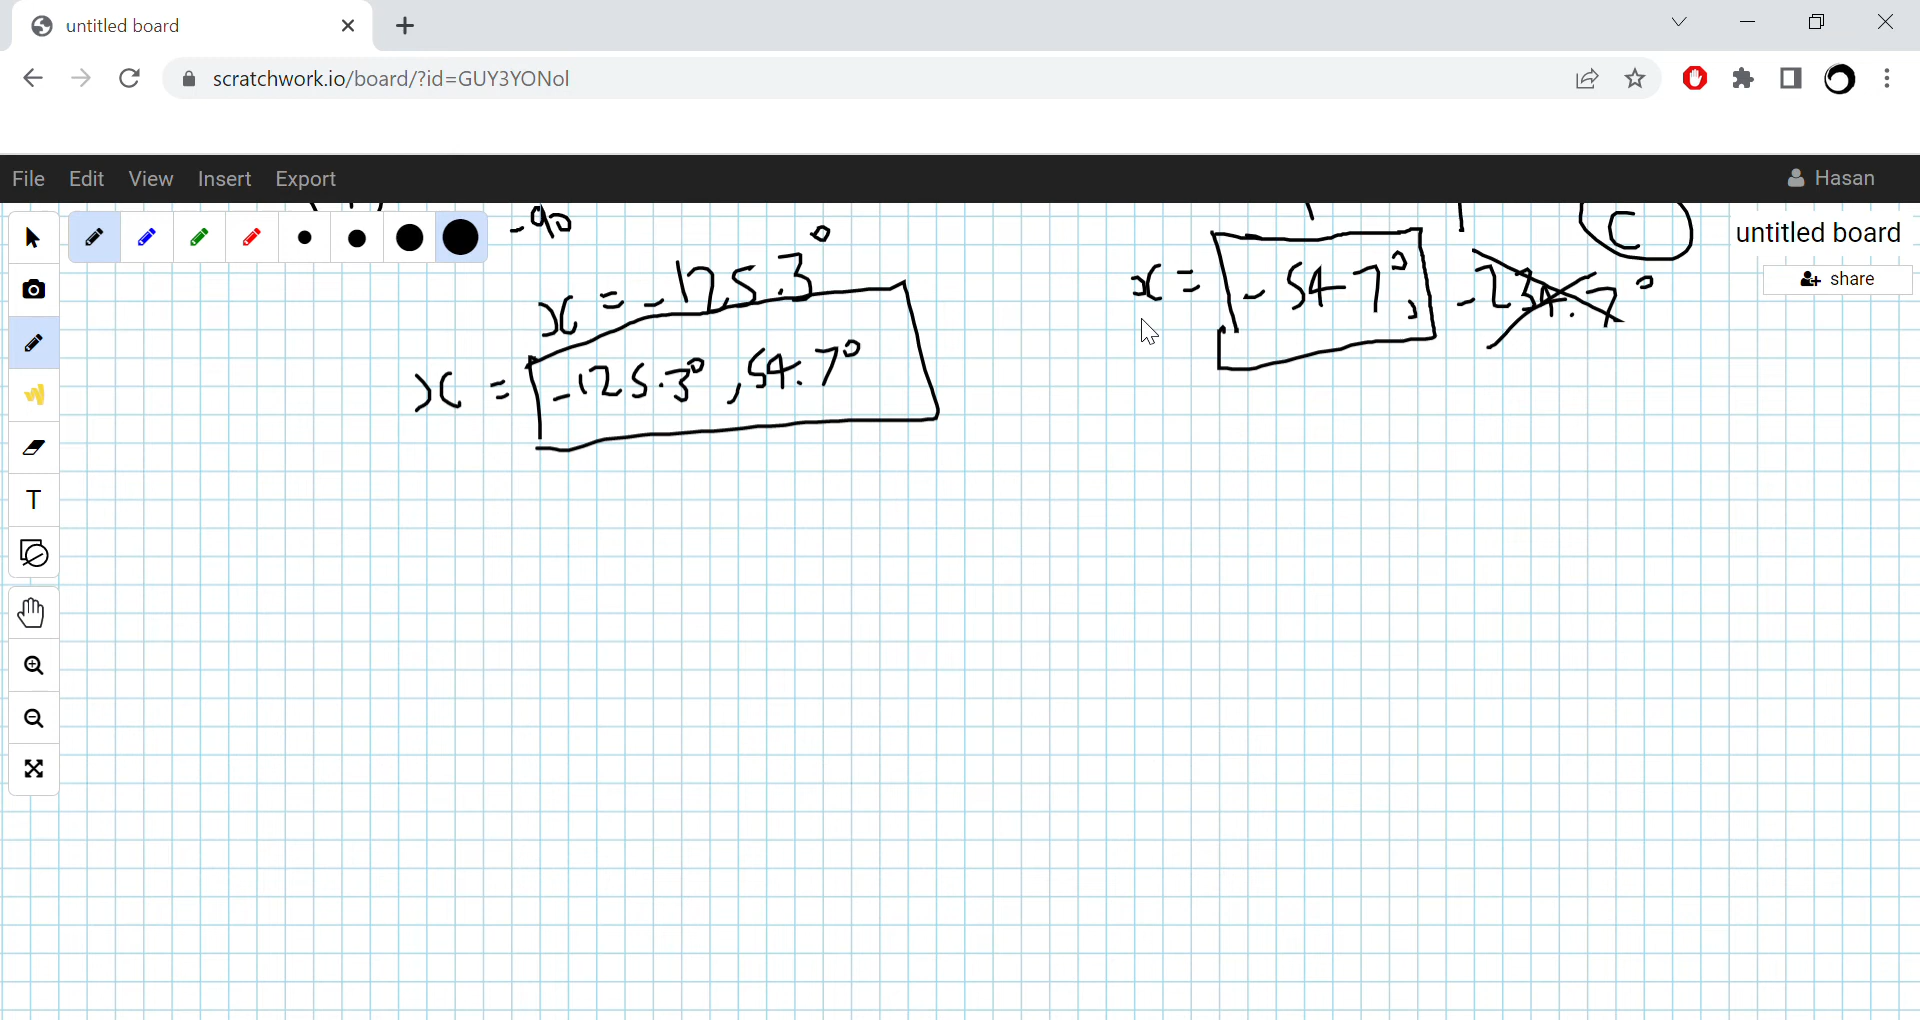 untitled board
scratchwork.io/board/?id=GUY3YONol
File Edit View Insert Export
Hasan
-90
C
untitled board
share
x = -125.3°
x = -54-7°, -234.7°
x = -125.3°, 54.7°
T